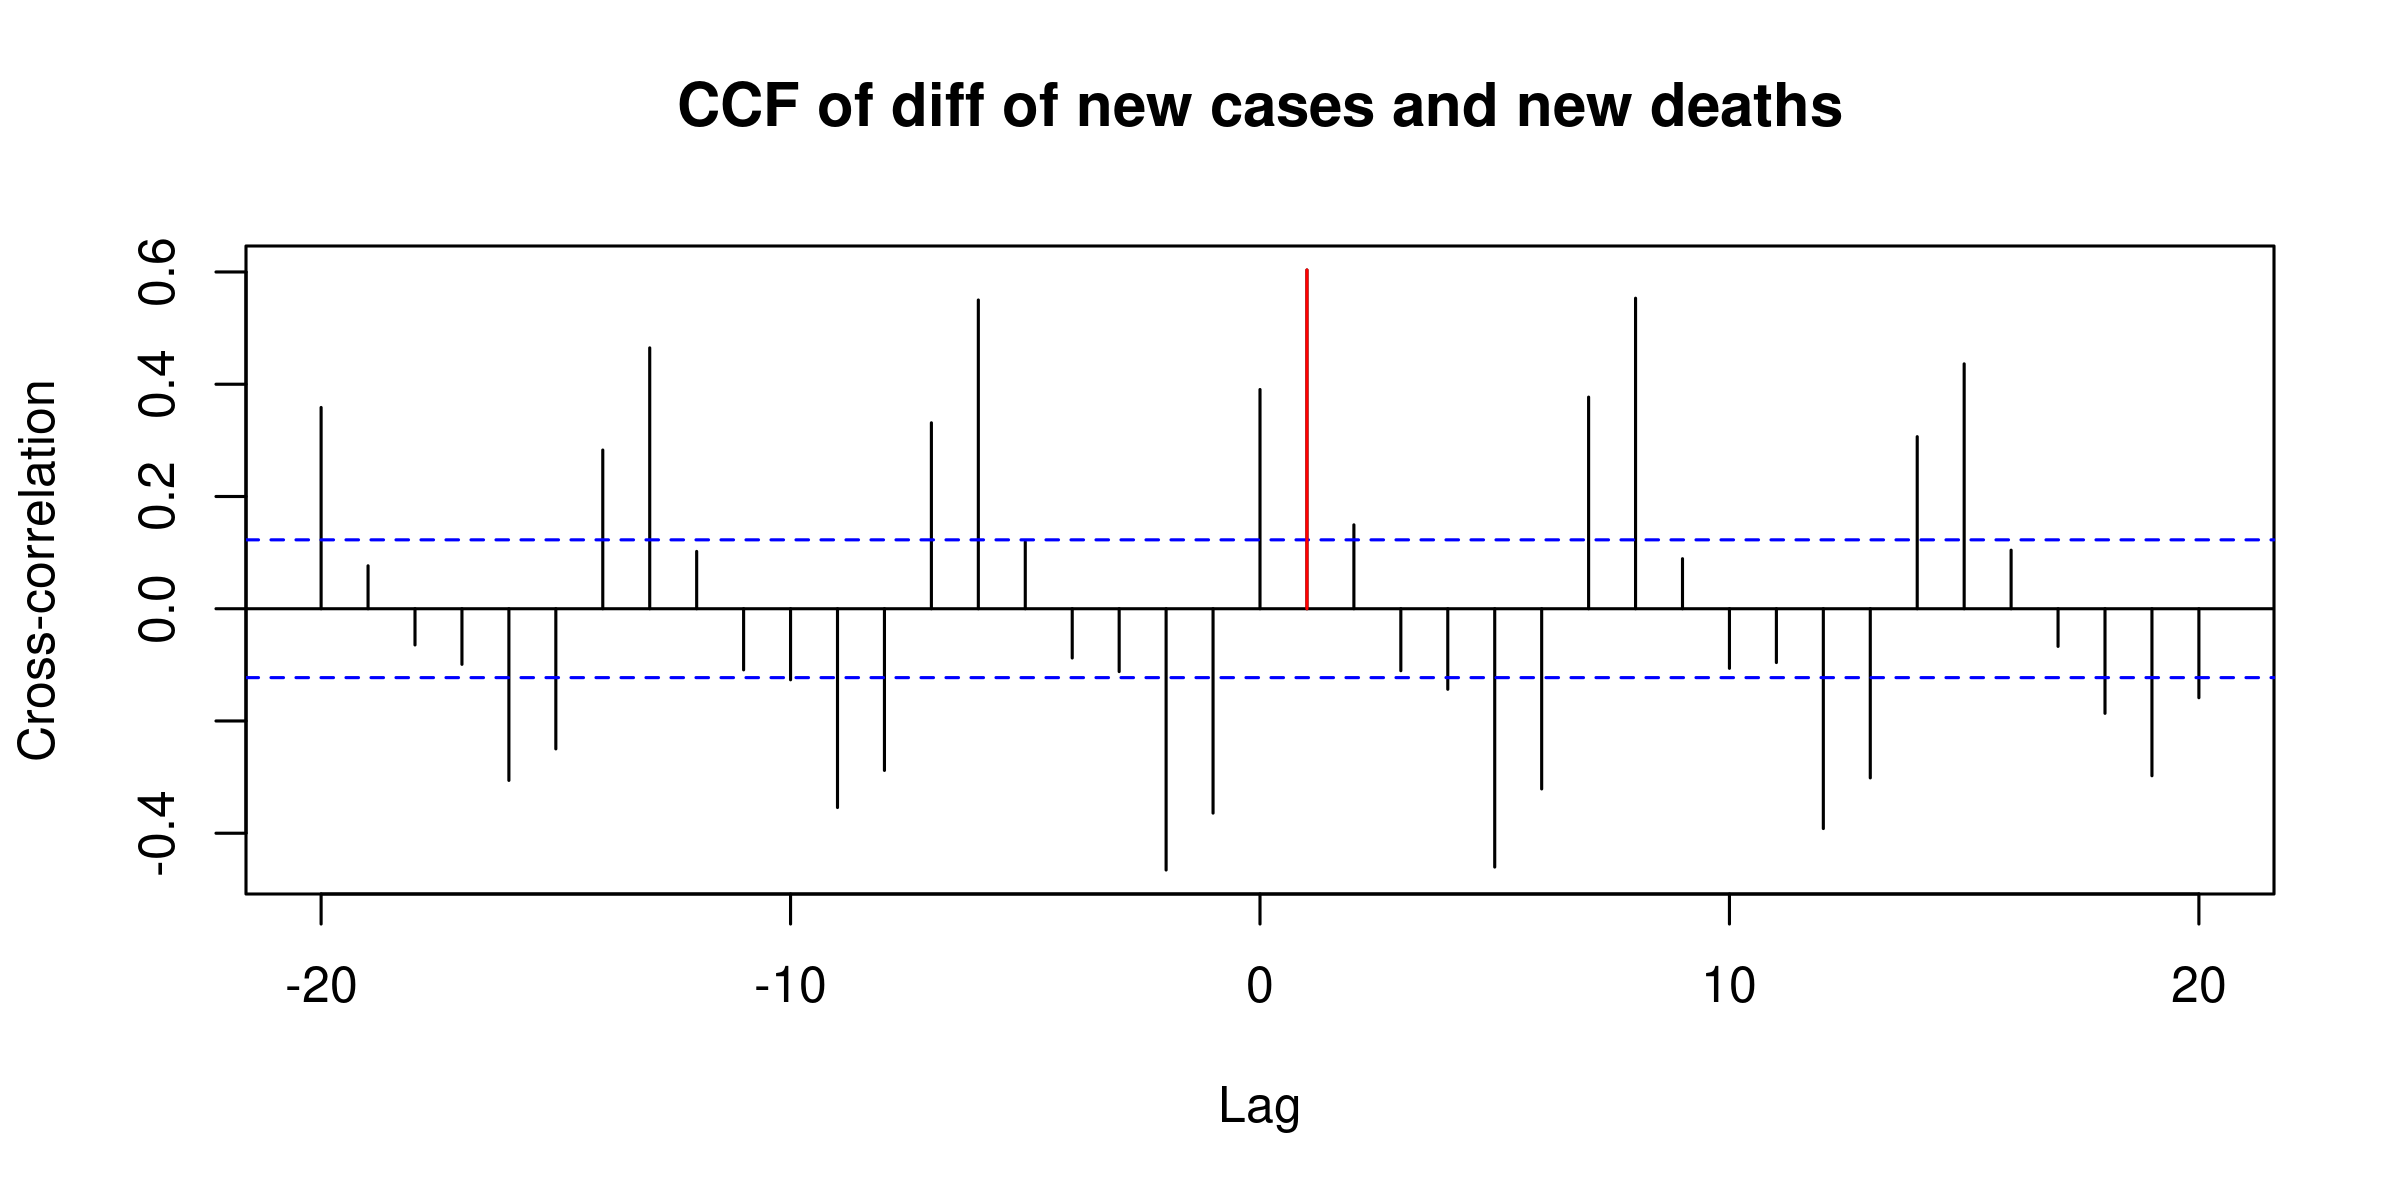 CCF of diff of new cases and new deaths
Cross-correlation
0.6
0.4
0.2
0.0
-0.4
-20 -10 0 10 20
Lag